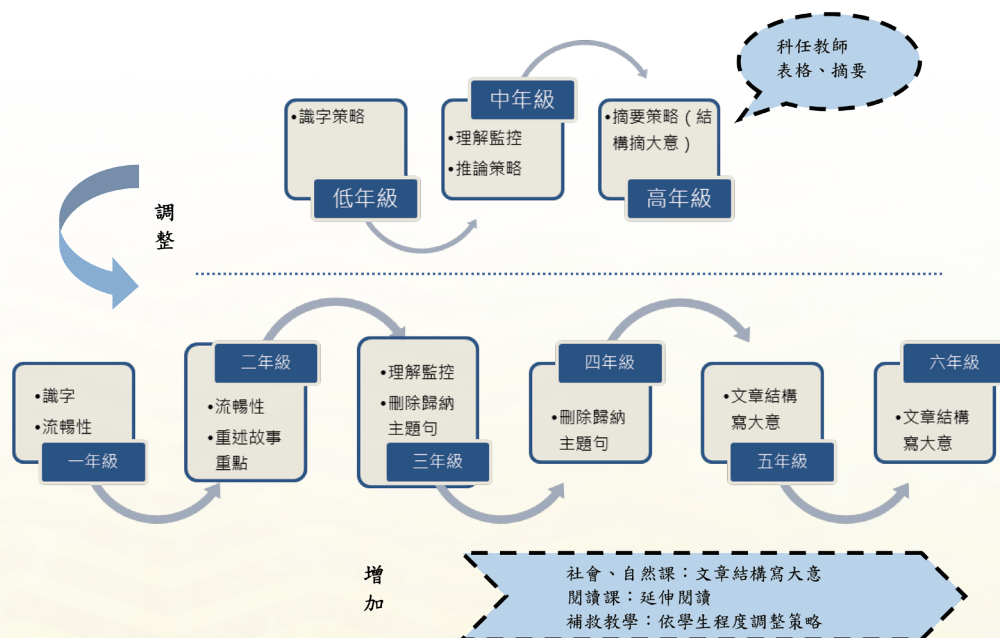 科任教師
表格、摘要
•識字策略
低年級
中年級
•理解監控
•推論策略
•摘要策略（結
構摘大意）
高年級
調
整
•識字
•流暢性
一年級
二年級
•流暢性
•重述故事
重點
•理解監控
•刪除歸納
主題句
三年級
四年級
•刪除歸納
主題句
•文章結構
寫大意
五年級
六年級
•文章結構
寫大意
增
加
社會、自然課：文章結構寫大意
閱讀課：延伸閱讀
補救教學：依學生程度調整策略